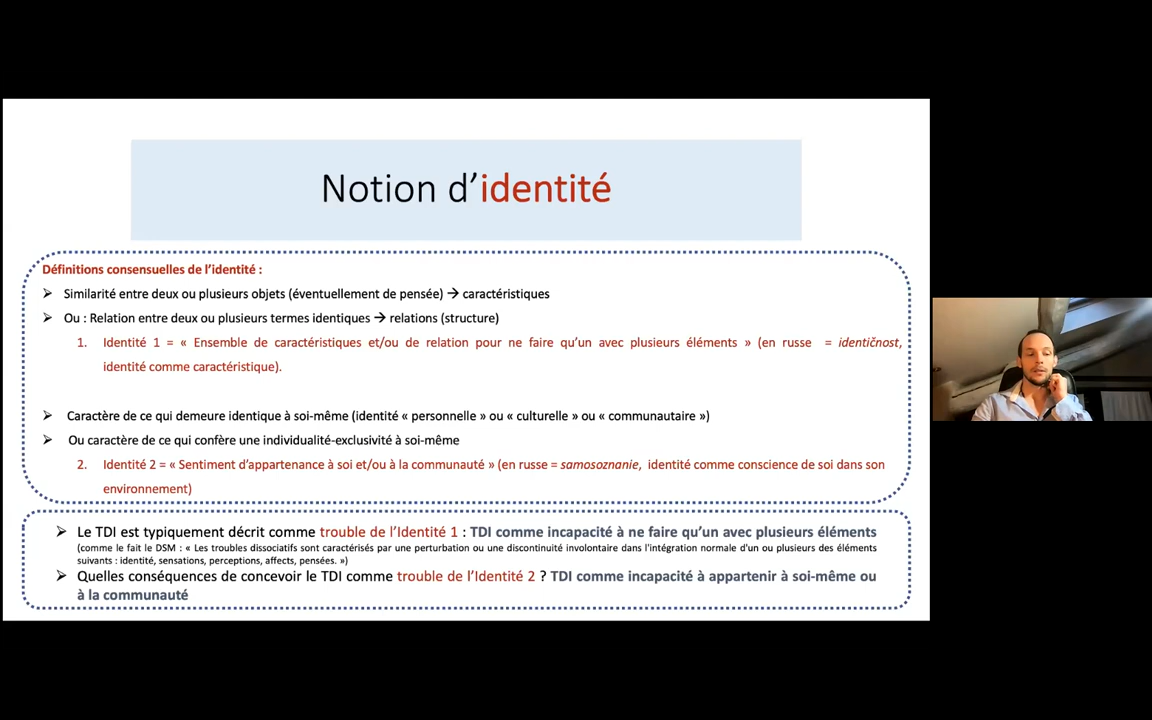 Notion d’identité
Définitions consensuelles de l’identité :
➢ Similarité entre deux ou plusieurs objets (éventuellement de pensée) → caractéristiques
➢ Ou : Relation entre deux ou plusieurs termes identiques → relations (structure)
1. Identité 1 = « Ensemble de caractéristiques et/ou de relation pour ne faire qu’un avec plusieurs éléments » (en russe = identičnost,
identité comme caractéristique).
➢ Caractère de ce qui demeure identique à soi-même (identité « personnelle » ou « culturelle » ou « communautaire »)
➢ Ou caractère de ce qui confère une individualité-exclusivité à soi-même
2. Identité 2 = « Sentiment d’appartenance à soi et/ou à la communauté » (en russe = samosoznanie, identité comme conscience de soi dans son
environnement)
➢ Le TDI est typiquement décrit comme trouble de l’Identité 1 : TDI comme incapacité à ne faire qu’un avec plusieurs éléments
(comme le fait le DSM : « Les troubles dissociatifs sont caractérisés par une perturbation ou une discontinuité involontaire dans l'intégration normale d'un ou plusieurs des éléments
suivants : identité, sensations, perceptions, affects, pensées. »)
➢ Quelles conséquences de concevoir le TDI comme trouble de l’Identité 2 ? TDI comme incapacité à appartenir à soi-même ou
à la communauté